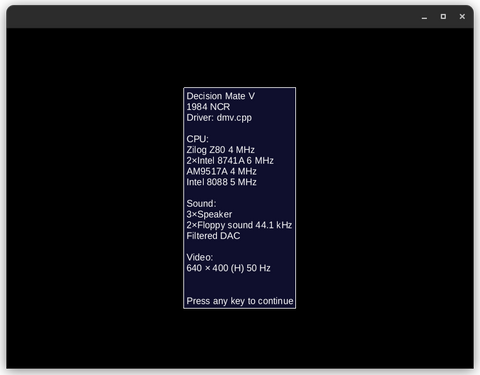 Decision Mate V
1984 NCR
Driver: dmv.cpp
CPU:
Zilog Z80 4 MHz
2×Intel 8741A 6 MHz
AM9517A 4 MHz
Intel 8088 5 MHz
Sound:
3×Speaker
2×Floppy sound 44.1 kHz
Filtered DAC
Video:
640 × 400 (H) 50 Hz
Press any key to continue